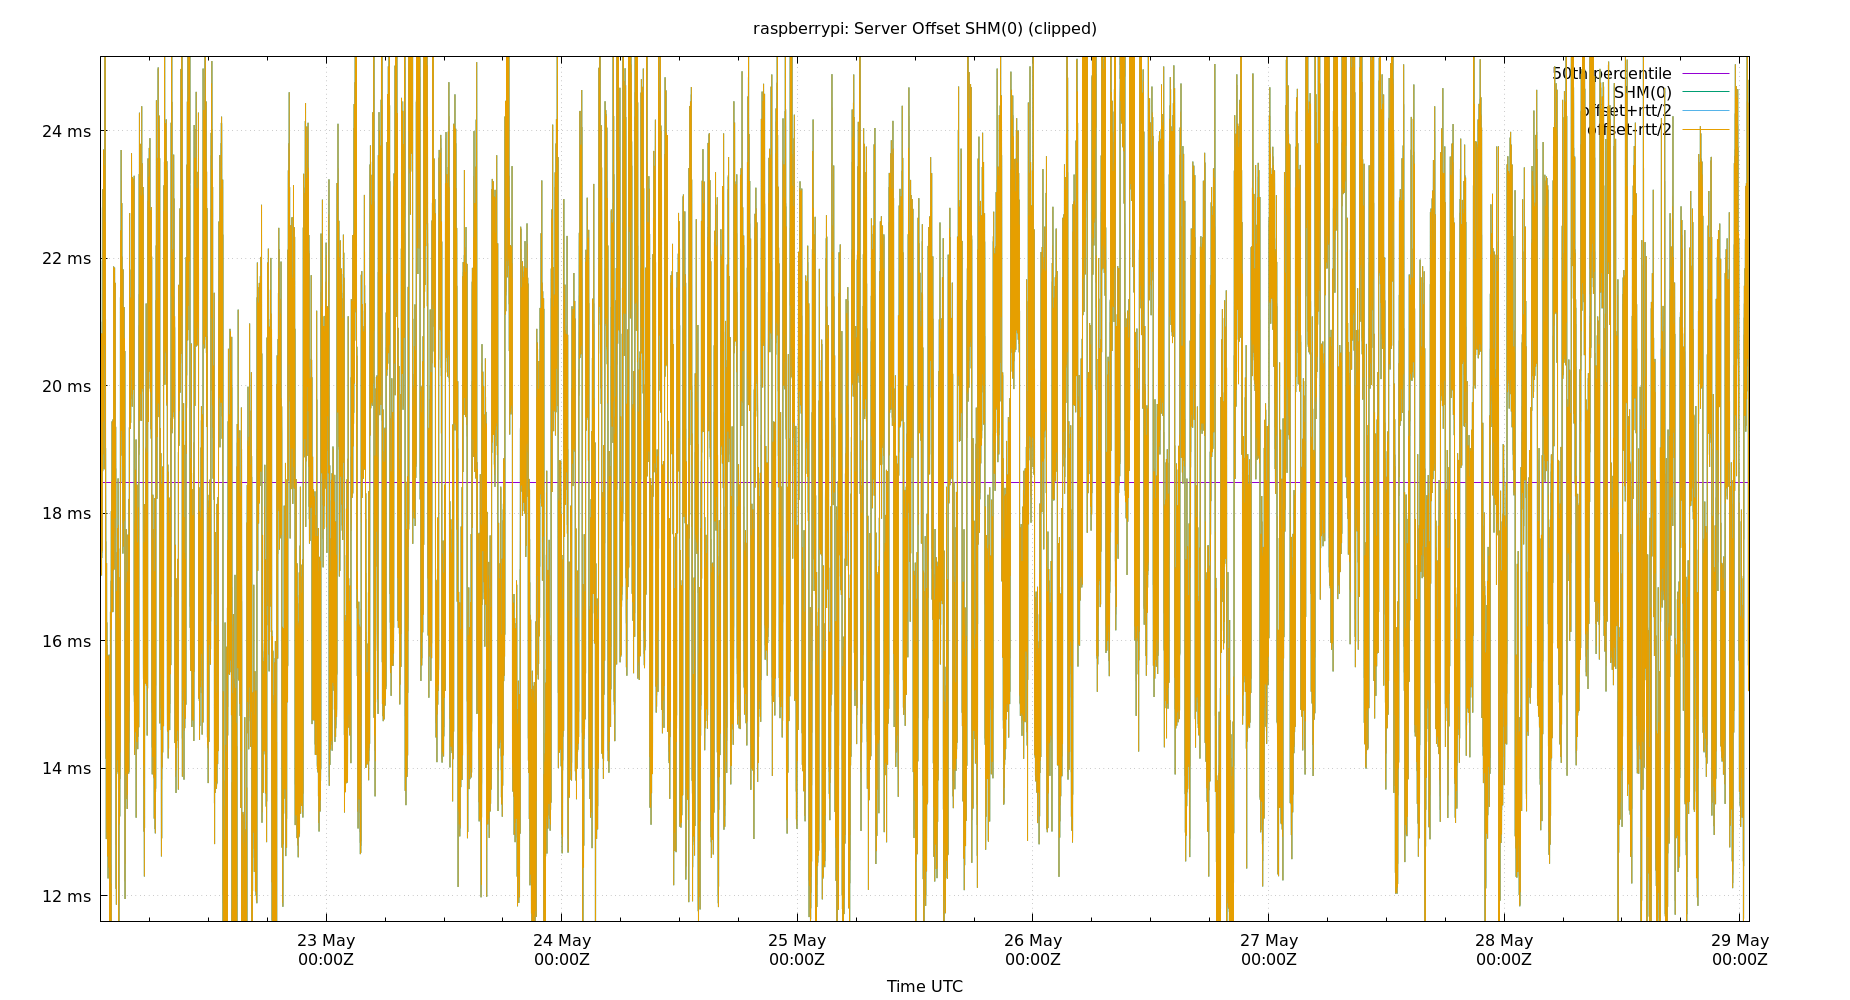 raspberrypi: Server Offset SHM(0) (clipped)
50th percentile
SHM(0)
offset+rtt/2
offset-rtt/2
24 ms
22 ms
20 ms
18 ms
16 ms
14 ms
12 ms
23 May
00:00Z
24 May
00:00Z
25 May
00:00Z
26 May
00:00Z
27 May
00:00Z
28 May
00:00Z
29 May
00:00Z
Time UTC